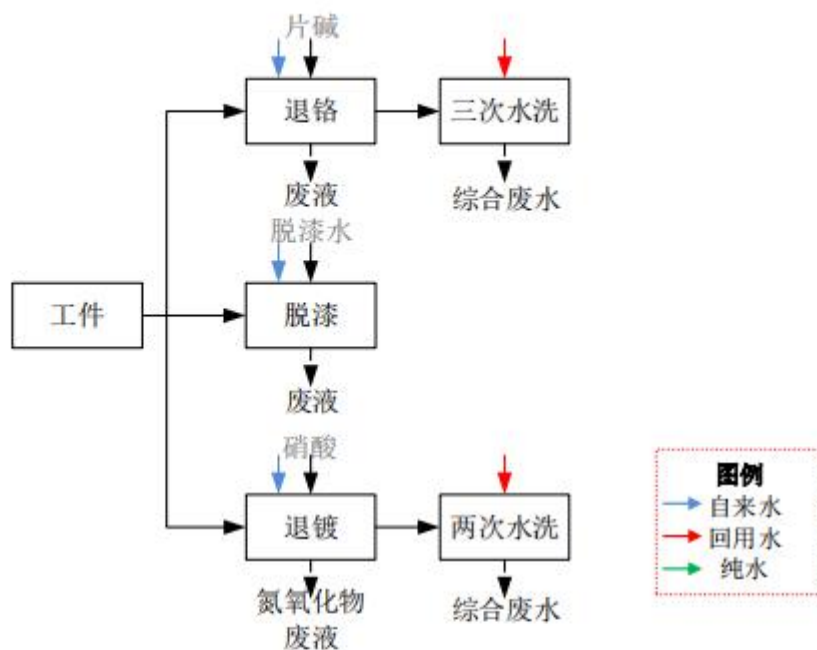 片碱
退铬
三次水洗
废液
综合废水
脱漆水
工件
脱漆
废液
硝酸
退镀
两次水洗
氮氧化物
废液
综合废水
图例
自来水
回用水
纯水